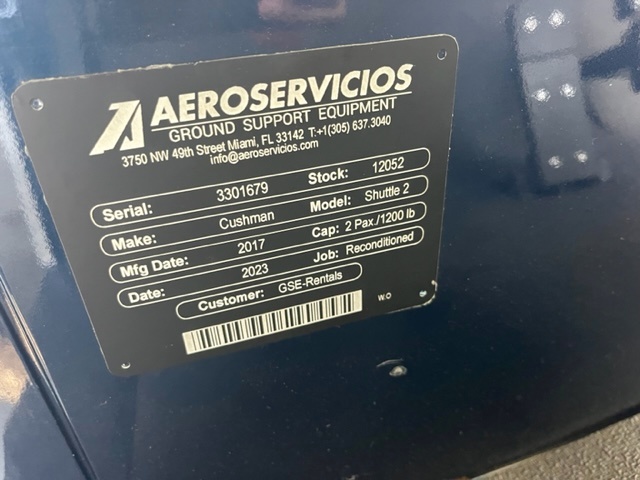 AEROSERVICIOS
GROUND SUPPORT EQUIPMENT
3750 NW 49th Street Miami, FL 33142 T:+1(305) 637.3040
info@aeroservicios.com
Serial: 3301679 Stock: 12052
Make: Cushman Model: Shuttle 2
Mfg Date: 2017 Cap: 2 Pax./1200 lb
Date: 2023 Job: Reconditioned
Customer: GSE-Rentals
W.O